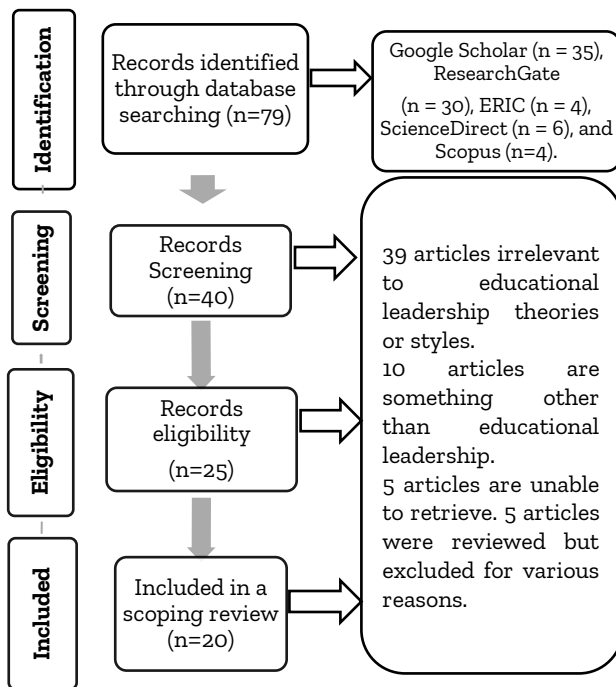 Identification
Records identified
through database
searching (n=79)
Google Scholar (n = 35),
ResearchGate
(n = 30), ERIC (n = 4),
ScienceDirect (n = 6), and
Scopus (n=4).
Screening
Records
Screening
(n=40)
39 articles irrelevant
to educational
leadership theories
or styles.
10 articles are
something other
than educational
leadership.
5 articles are unable
to retrieve. 5 articles
were reviewed but
excluded for various
reasons.
Eligibility
Records
eligibility
(n=25)
Included
Included in a
scoping review
(n=20)